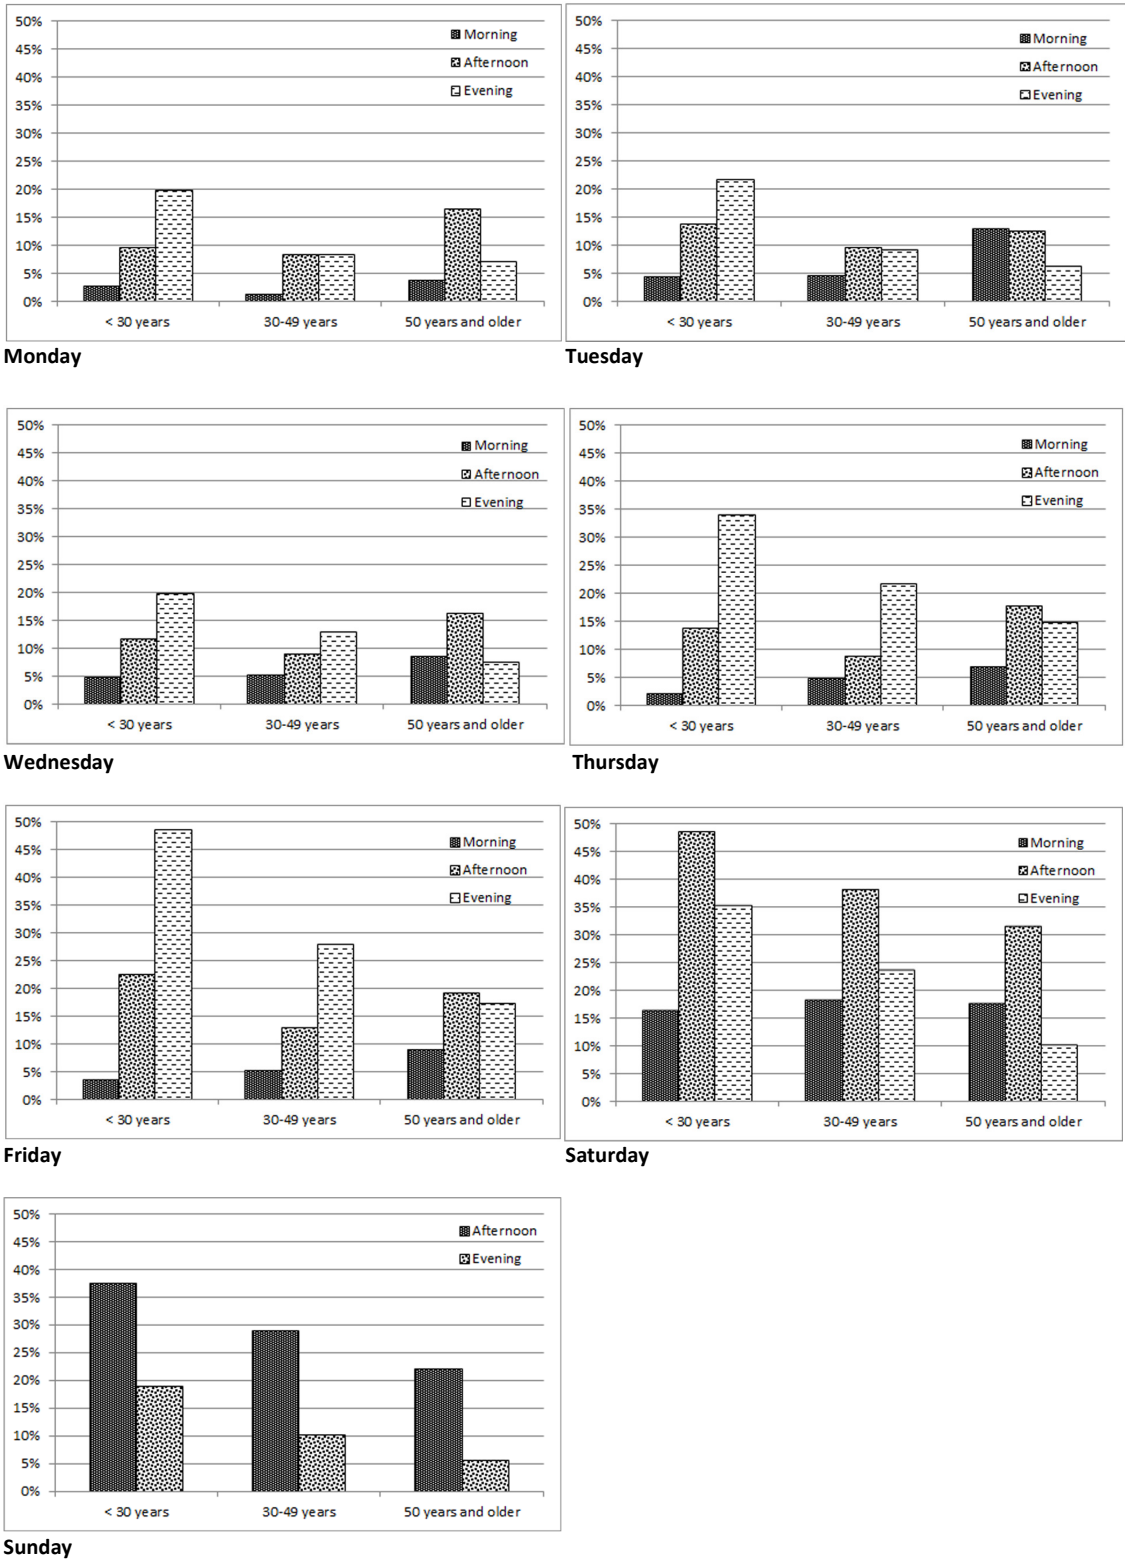 50%
45%
40%
35%
30%
25%
20%
15%
10%
5%
0%
Morning
Afternoon
Evening
< 30 years 30-49 years 50 years and older
Monday
50%
45%
40%
35%
30%
25%
20%
15%
10%
5%
0%
Morning
Afternoon
Evening
< 30 years 30-49 years 50 years and older
Tuesday
50%
45%
40%
35%
30%
25%
20%
15%
10%
5%
0%
Morning
Afternoon
Evening
< 30 years 30-49 years 50 years and older
Wednesday
50%
45%
40%
35%
30%
25%
20%
15%
10%
5%
0%
Morning
Afternoon
Evening
< 30 years 30-49 years 50 years and older
Thursday
50%
45%
40%
35%
30%
25%
20%
15%
10%
5%
0%
Morning
Afternoon
Evening
< 30 years 30-49 years 50 years and older
Friday
50%
45%
40%
35%
30%
25%
20%
15%
10%
5%
0%
Morning
Afternoon
Evening
< 30 years 30-49 years 50 years and older
Saturday
50%
45%
40%
35%
30%
25%
20%
15%
10%
5%
0%
Afternoon
Evening
< 30 years 30-49 years 50 years and older
Sunday